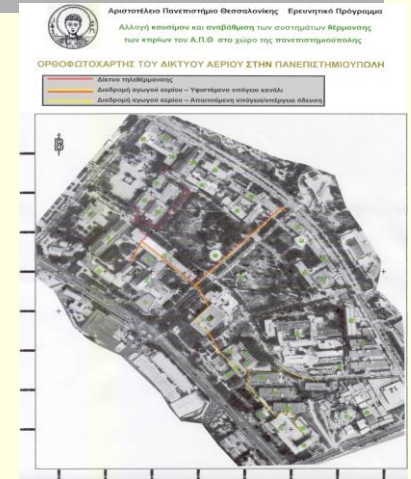 Αριστοτέλειο Πανεπιστήμιο Θεσσαλονίκης Ερευνητικό Πρόγραμμα
Αλλαγή καυσίμου και αναβάθμιση των συστημάτων θέρμανσης
των κτιρίων του Α.Π.Θ στο χώρο της πανεπιστημιούπολης
ΟΡΘΟΦΩΤΟΧΑΡΤΗΣ ΤΟΥ ΔΙΚΤΥΟΥ ΑΕΡΙΟΥ ΣΤΗΝ ΠΑΝΕΠΙΣΤΗΜΙΟΥΠΟΛΗ
Δίκτυο τηλεθέρμανσης
Διαδρομή αγωγού αερίου – Υφιστάμενο υπόγειο κανάλι
Διαδρομή αγωγού αερίου – Απαιτούμενη υπόγεια/υπέργεια όδευση
Β